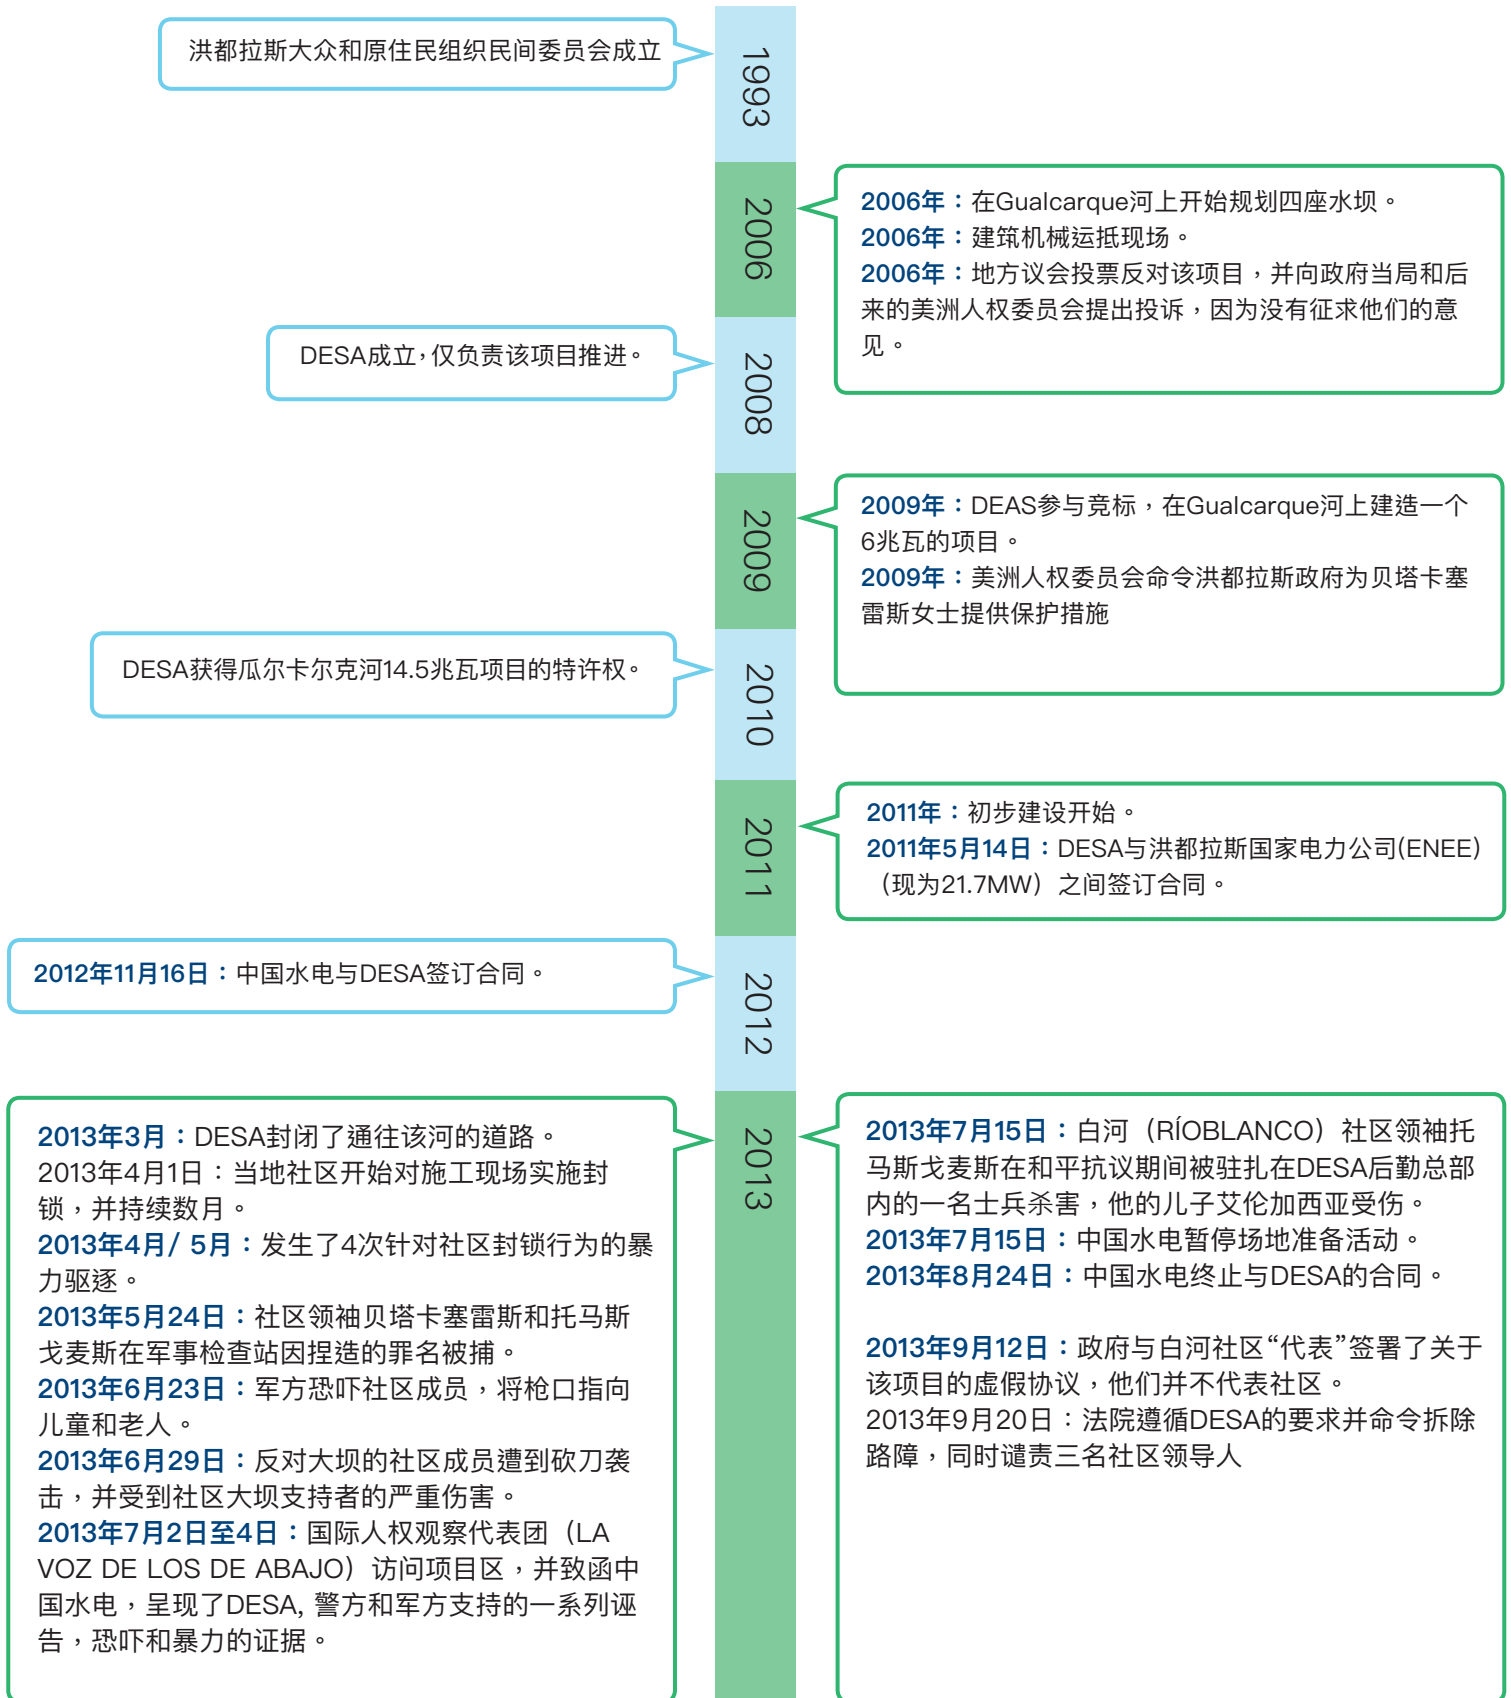 洪都拉斯大众和原住民组织民间委员会成立
1993
2006
2006年：在Gualcarque河上开始规划四座水坝。
2006年：建筑机械运抵现场。
2006年：地方议会投票反对该项目，并向政府当局和后
来的美洲人权委员会提出投诉，因为没有征求他们的意
见。
DESA成立，仅负责该项目推进。
2008
2009
2009年：DEAS参与竞标，在Gualcarque河上建造一个
6兆瓦的项目。
2009年：美洲人权委员会命令洪都拉斯政府为贝塔卡塞
雷斯女士提供保护措施
DESA获得瓜尔卡尔克河14.5兆瓦项目的特许权。
2010
2011
2011年：初步建设开始。
2011年5月14日：DESA与洪都拉斯国家电力公司(ENEE)
（现为21.7MW）之间签订合同。
2012年11月16日：中国水电与DESA签订合同。
2012
2013年3月：DESA封闭了通往该河的道路。
2013年4月1日：当地社区开始对施工现场实施封
锁，并持续数月。
2013年4月/ 5月：发生了4次针对社区封锁行为的暴
力驱逐。
2013年5月24日：社区领袖贝塔卡塞雷斯和托马斯
戈麦斯在军事检查站因捏造的罪名被捕。
2013年6月23日：军方恐吓社区成员，将枪口指向
儿童和老人。
2013年6月29日：反对大坝的社区成员遭到砍刀袭
击，并受到社区大坝支持者的严重伤害。
2013年7月2日至4日：国际人权观察代表团（LA
VOZ DE LOS DE ABAJO）访问项目区，并致函中
国水电，呈现了DESA, 警方和军方支持的一系列诬
告，恐吓和暴力的证据。
2013
2013年7月15日：白河（RÍOBLANCO）社区领袖托
马斯戈麦斯在和平抗议期间被驻扎在DESA后勤总部
内的一名士兵杀害，他的儿子艾伦加西亚受伤。
2013年7月15日：中国水电暂停场地准备活动。
2013年8月24日：中国水电终止与DESA的合同。
2013年9月12日：政府与白河社区“代表”签署了关于
该项目的虚假协议，他们并不代表社区。
2013年9月20日：法院遵循DESA的要求并命令拆除
路障，同时谴责三名社区领导人